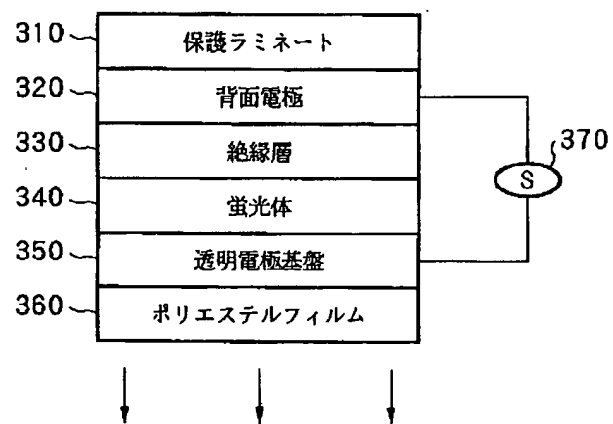 310 保護ラミネート
320 背面電極
330 絶縁層
370
S
340 蛍光体
350 透明電極基盤
360 ポリエステルフィルム